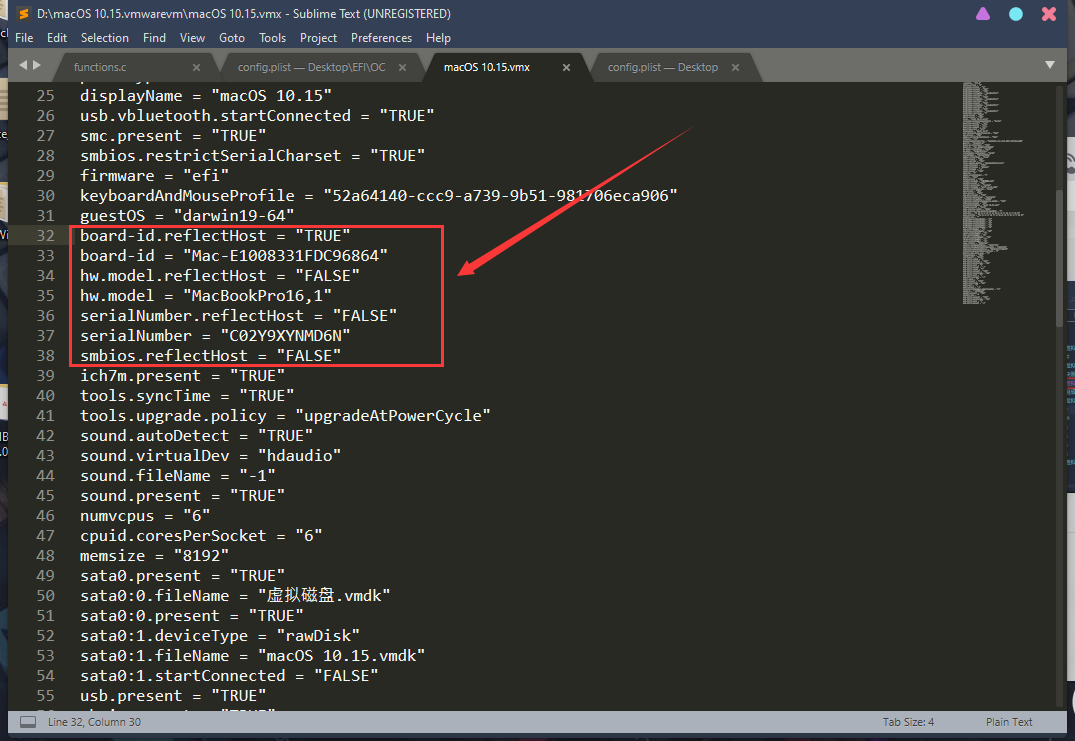 D:\macOS 10.15.vmwarevm\macOS 10.15.vmx - Sublime Text (UNREGISTERED)
File Edit Selection Find View Goto Tools Project Preferences Help
functions.c config.plist — Desktop\EFI\OC macOS 10.15.vmx config.plist — Desktop
25 displayName = "macOS 10.15"
26 usb.vbluetooth.startConnected = "TRUE"
27 smc.present = "TRUE"
28 smbios.restrictSerialCharset = "TRUE"
29 firmware = "efi"
30 keyboardAndMouseProfile = "52a64140-ccc9-a739-9b51-981706eca906"
31 guestOS = "darwin19-64"
32 board-id.reflectHost = "TRUE"
33 board-id = "Mac-E1008331FDC96864"
34 hw.model.reflectHost = "FALSE"
35 hw.model = "MacBookPro16,1"
36 serialNumber.reflectHost = "FALSE"
37 serialNumber = "C02Y9XYNMD6N"
38 smbios.reflectHost = "FALSE"
39 ich7m.present = "TRUE"
40 tools.syncTime = "TRUE"
41 tools.upgrade.policy = "upgradeAtPowerCycle"
42 sound.autoDetect = "TRUE"
43 sound.virtualDev = "hdaudio"
44 sound.fileName = "-1"
45 sound.present = "TRUE"
46 numvcpus = "6"
47 cpuid.coresPerSocket = "6"
48 memsize = "8192"
49 sata0.present = "TRUE"
50 sata0:0.fileName = "虚拟磁盘.vmdk"
51 sata0:0.present = "TRUE"
52 sata0:1.deviceType = "rawDisk"
53 sata0:1.fileName = "macOS 10.15.vmdk"
54 sata0:1.startConnected = "FALSE"
55 usb.present = "TRUE"
Line 32, Column 30 Tab Size: 4 Plain Text